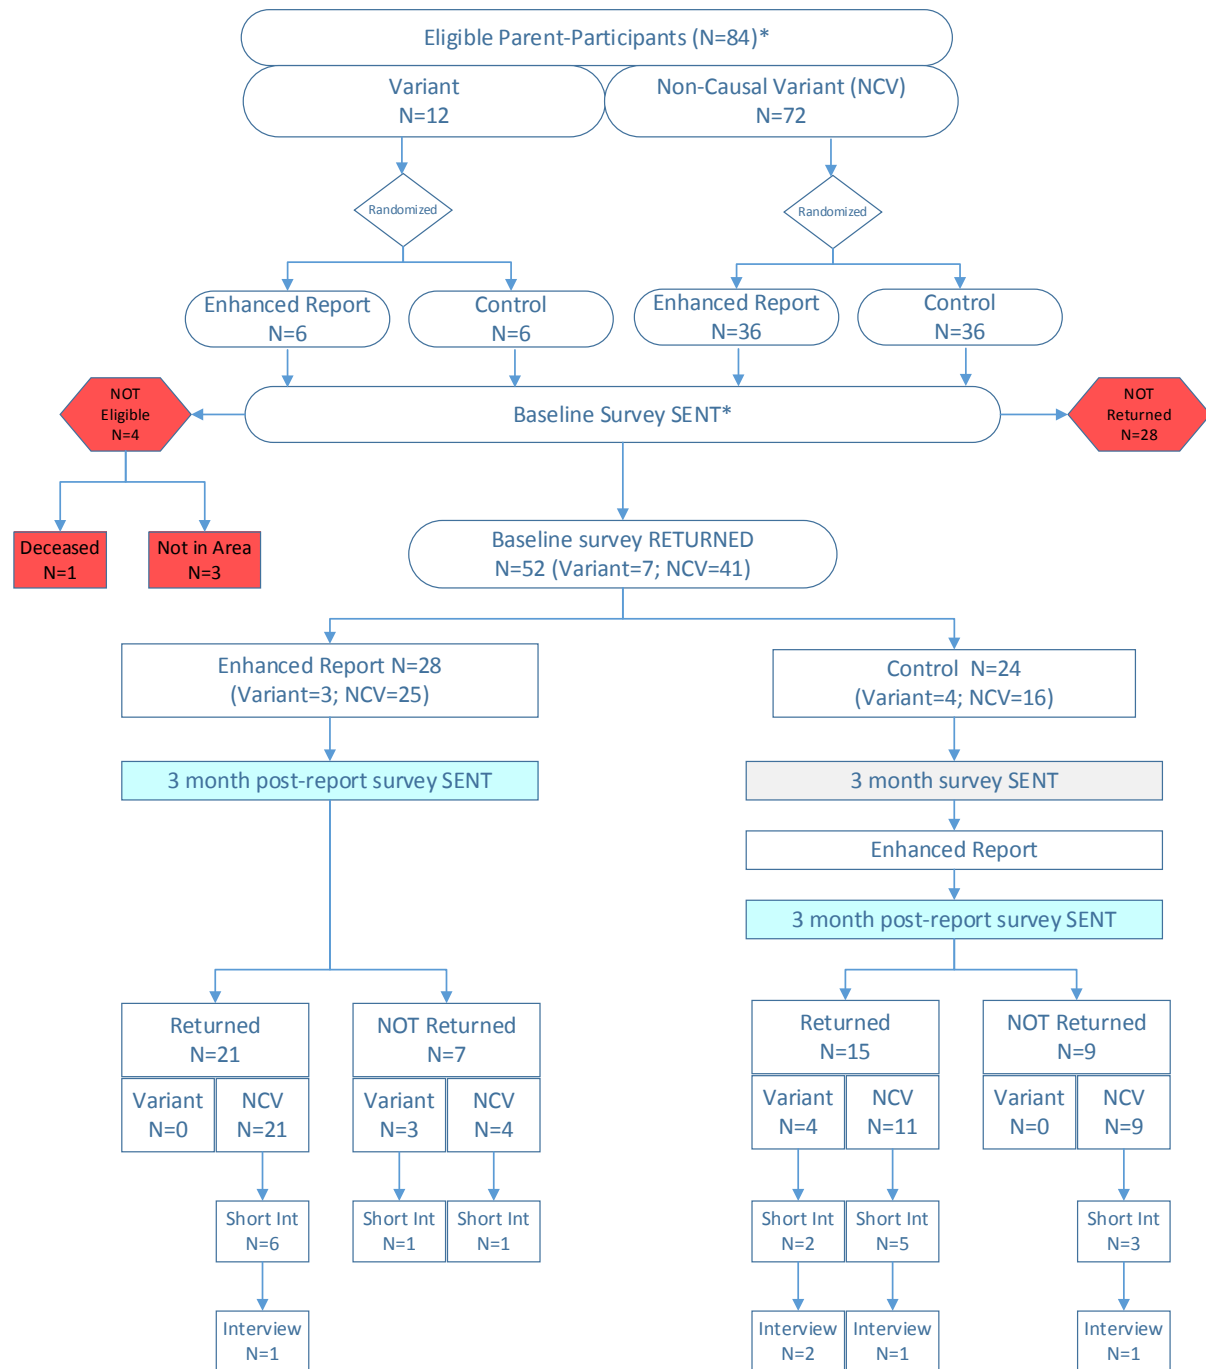 Eligible Parent-Participants (N=84)*
Variant
N=12
Non-Causal Variant (NCV)
N=72
Randomized
Randomized
Enhanced Report
N=6
Control
N=6
Enhanced Report
N=36
Control
N=36
NOT
Eligible
N=4
Baseline Survey SENT*
NOT
Returned
N=28
Deceased
N=1
Not in Area
N=3
Baseline survey RETURNED
N=52 (Variant=7; NCV=41)
Enhanced Report N=28
(Variant=3; NCV=25)
Control N=24
(Variant=4; NCV=16)
3 month post-report survey SENT
3 month survey SENT
Enhanced Report
3 month post-report survey SENT
Returned
N=21
NOT Returned
N=7
Returned
N=15
NOT Returned
N=9
Variant
N=0
NCV
N=21
Variant
N=3
NCV
N=4
Variant
N=4
NCV
N=11
Variant
N=0
NCV
N=9
Short Int
N=6
Short Int
N=1
Short Int
N=1
Short Int
N=2
Short Int
N=5
Short Int
N=3
Interview
N=1
Interview
N=2
Interview
N=1
Interview
N=1